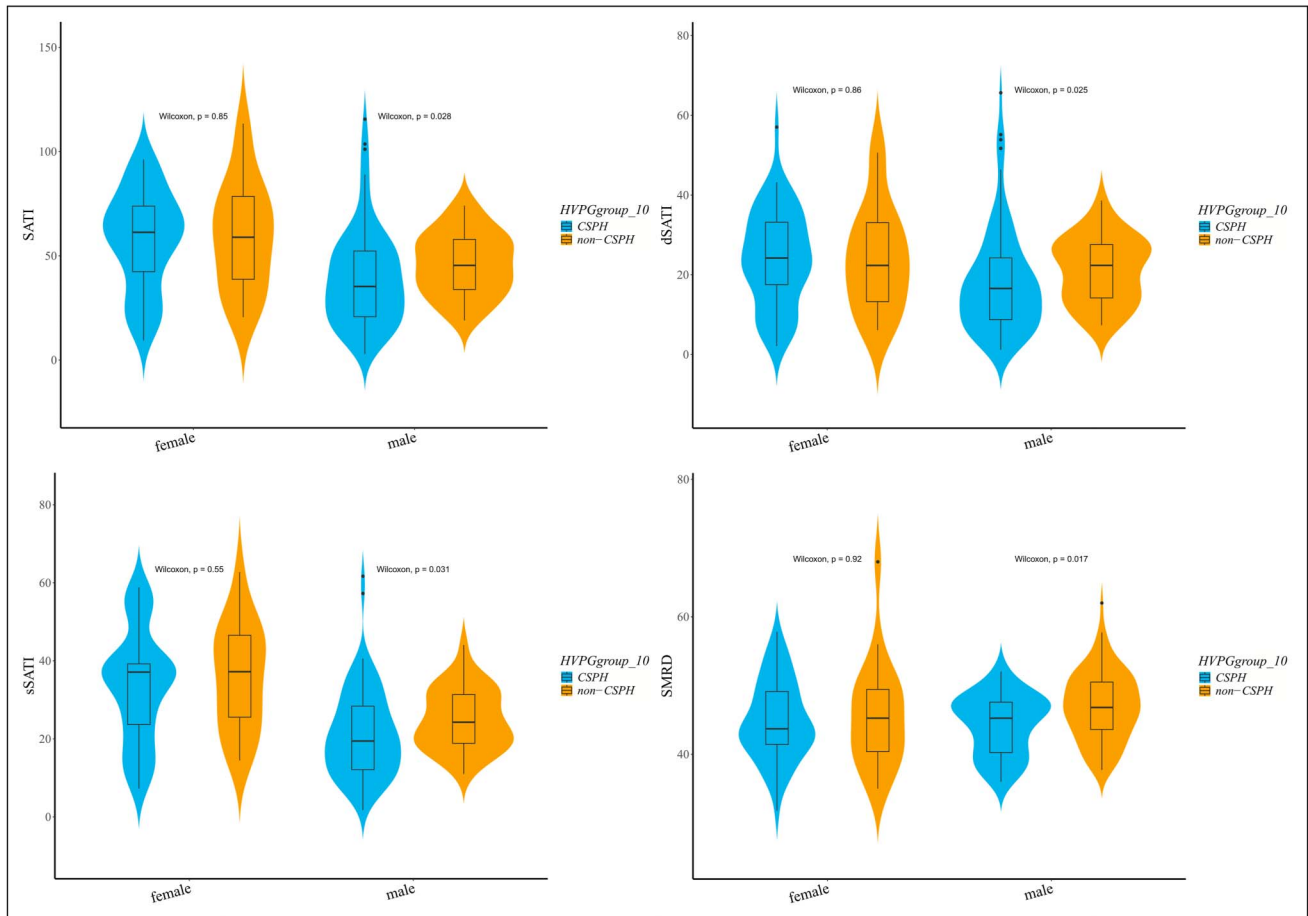 150
100
50
0
SATI
Wilcoxon, p = 0.85
Wilcoxon, p = 0.028
female
male
HVPGgroup_10
CSPH
non−CSPH
80
60
40
20
0
dSATI
Wilcoxon, p = 0.86
Wilcoxon, p = 0.025
female
male
HVPGgroup_10
CSPH
non−CSPH
80
60
40
20
0
sSATI
Wilcoxon, p = 0.55
Wilcoxon, p = 0.031
female
male
HVPGgroup_10
CSPH
non−CSPH
80
60
40
SMRD
Wilcoxon, p = 0.92
Wilcoxon, p = 0.017
female
male
HVPGgroup_10
CSPH
non−CSPH